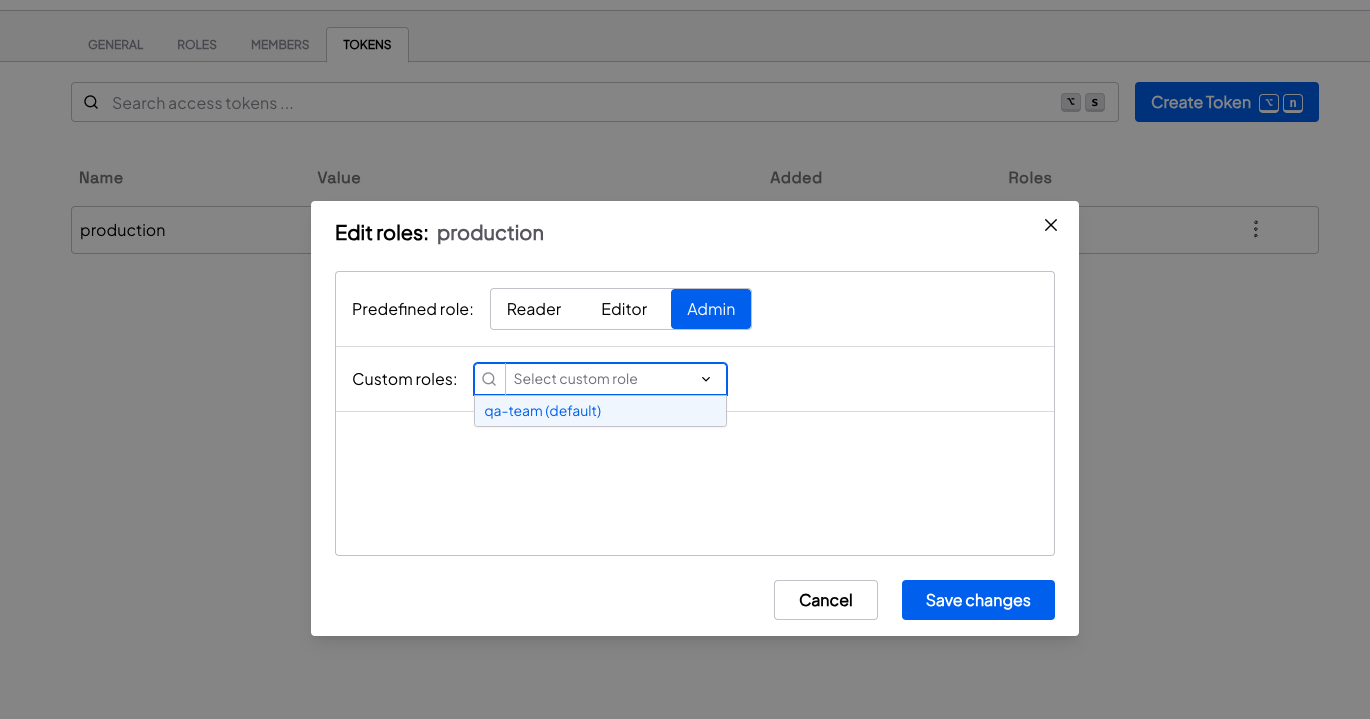 GENERAL ROLES MEMBERS TOKENS
Search access tokens ... ⌥ S Create Token ⌥ n
Name Value Added Roles
production
Edit roles: production
Predefined role: Reader Editor Admin
Custom roles: Select custom role
qa-team (default)
Cancel Save changes